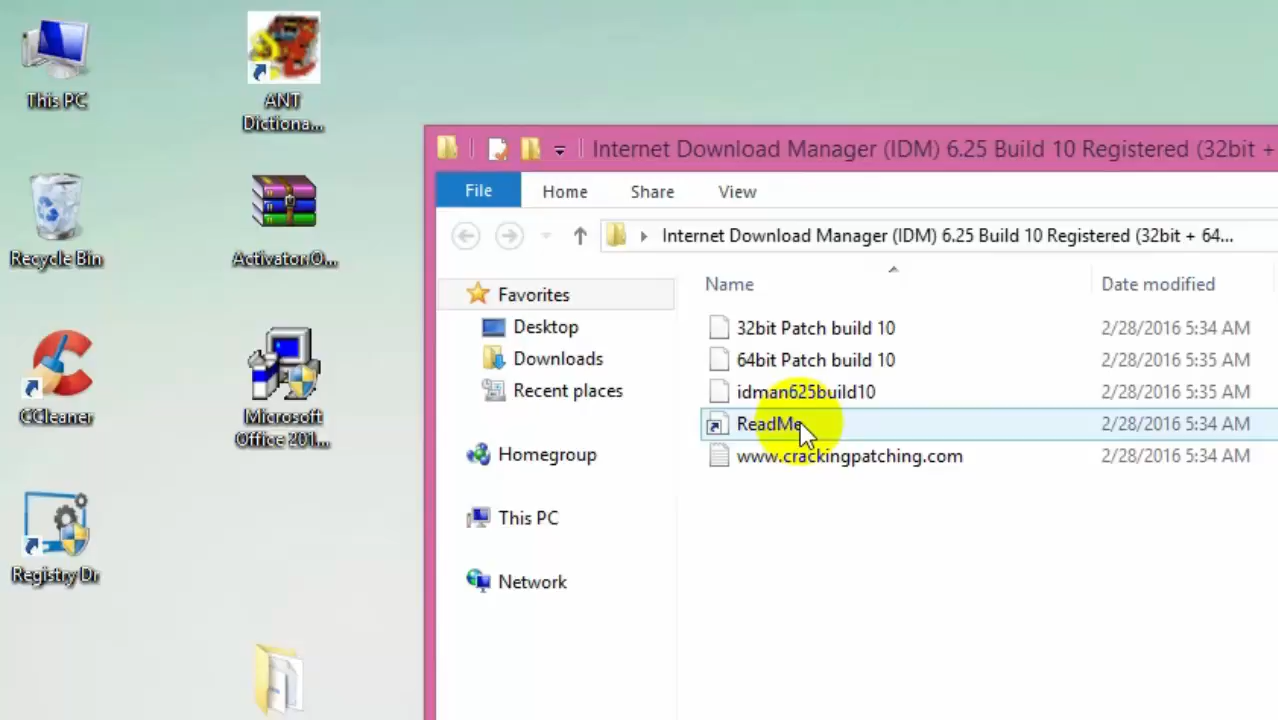 This PC
ANT
Dictiona...
Recycle Bin
Activator O...
CCleaner
Microsoft
Office 201...
Registry Dr
Internet Download Manager (IDM) 6.25 Build 10 Registered (32bit +
File Home Share View
Internet Download Manager (IDM) 6.25 Build 10 Registered (32bit + 64...
Favorites
Desktop
Downloads
Recent places
Homegroup
This PC
Network
Name Date modified
32bit Patch build 10 2/28/2016 5:34 AM
64bit Patch build 10 2/28/2016 5:35 AM
idman625build10 2/28/2016 5:35 AM
ReadMe 2/28/2016 5:34 AM
www.crackingpatching.com 2/28/2016 5:34 AM